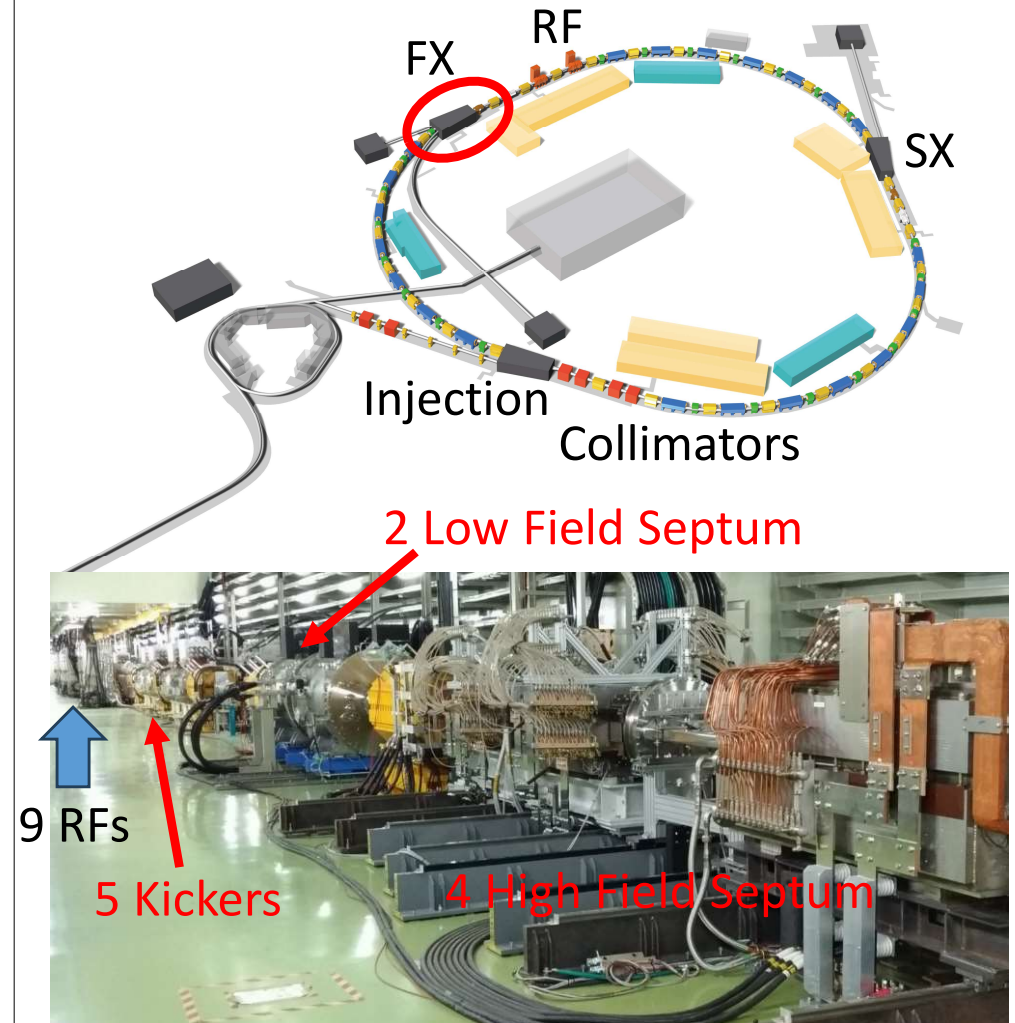 RF
FX
SX
Injection
Collimators
2 Low Field Septum
9 RFs
5 Kickers
4 High Field Septum